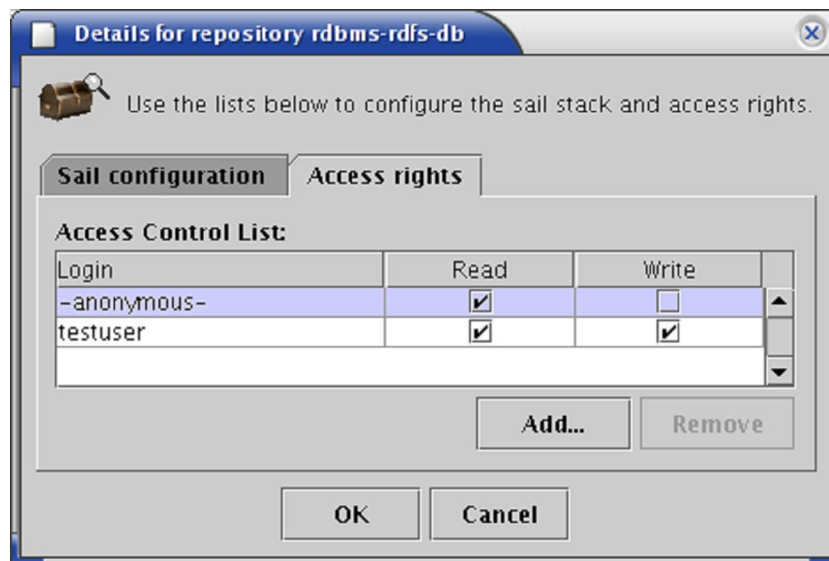 Details for repository rdbms-rdfs-db
Use the lists below to configure the sail stack and access rights.
Sail configuration Access rights
Access Control List:
Login Read Write
-anonymous-
testuser
Add... Remove
OK Cancel